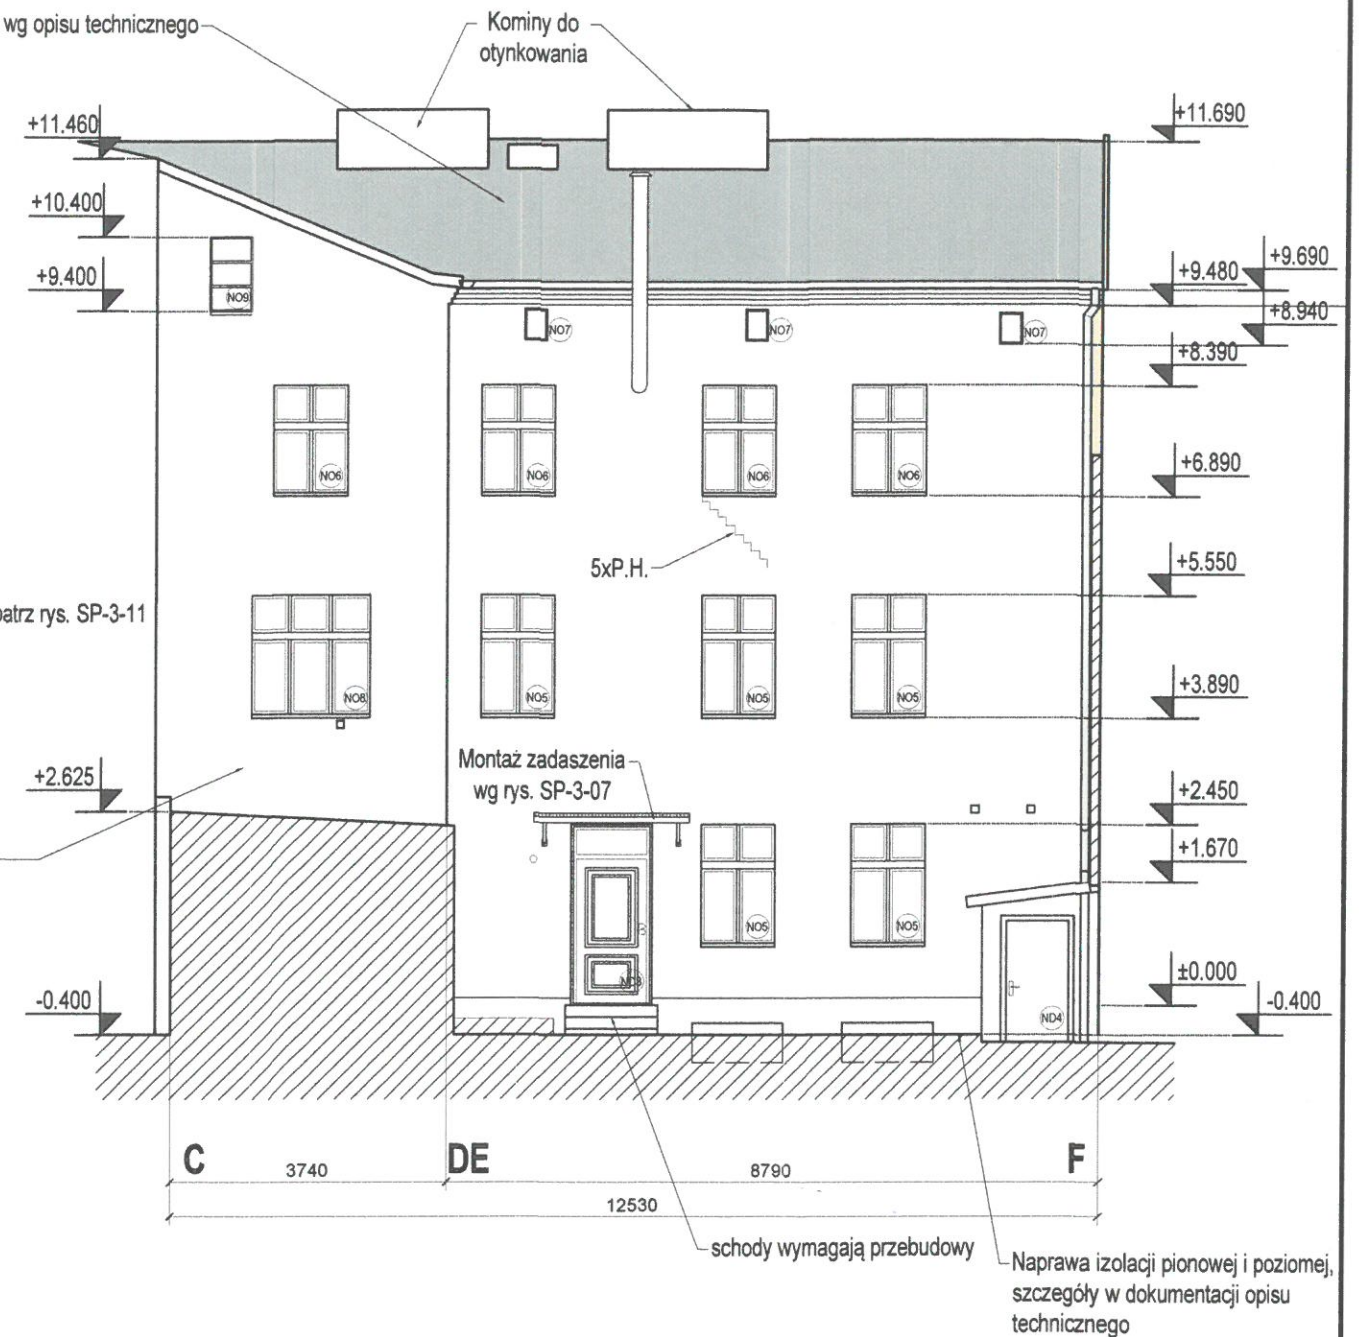 wg opisu technicznego
Kominy do
otynkowania
+11.460
+11.690
+10.400
+9.400
+9.690
+9.480
+8.940
+8.390
NO9
NO7
NO7
NO7
NO6
NO6
NO6
NO6
+6.890
5xP.H.
+5.550
patrz rys. SP-3-11
NO8
NO5
NO5
NO5
+3.890
Montaż zadaszenia
wg rys. SP-3-07
+2.625
+2.450
+1.670
NO5
NO5
ND3
ND4
±0.000
-0.400
-0.400
C
DE
F
3740
8790
12530
schody wymagają przebudowy
Naprawa izolacji pionowej i poziomej,
szczegóły w dokumentacji opisu
technicznego